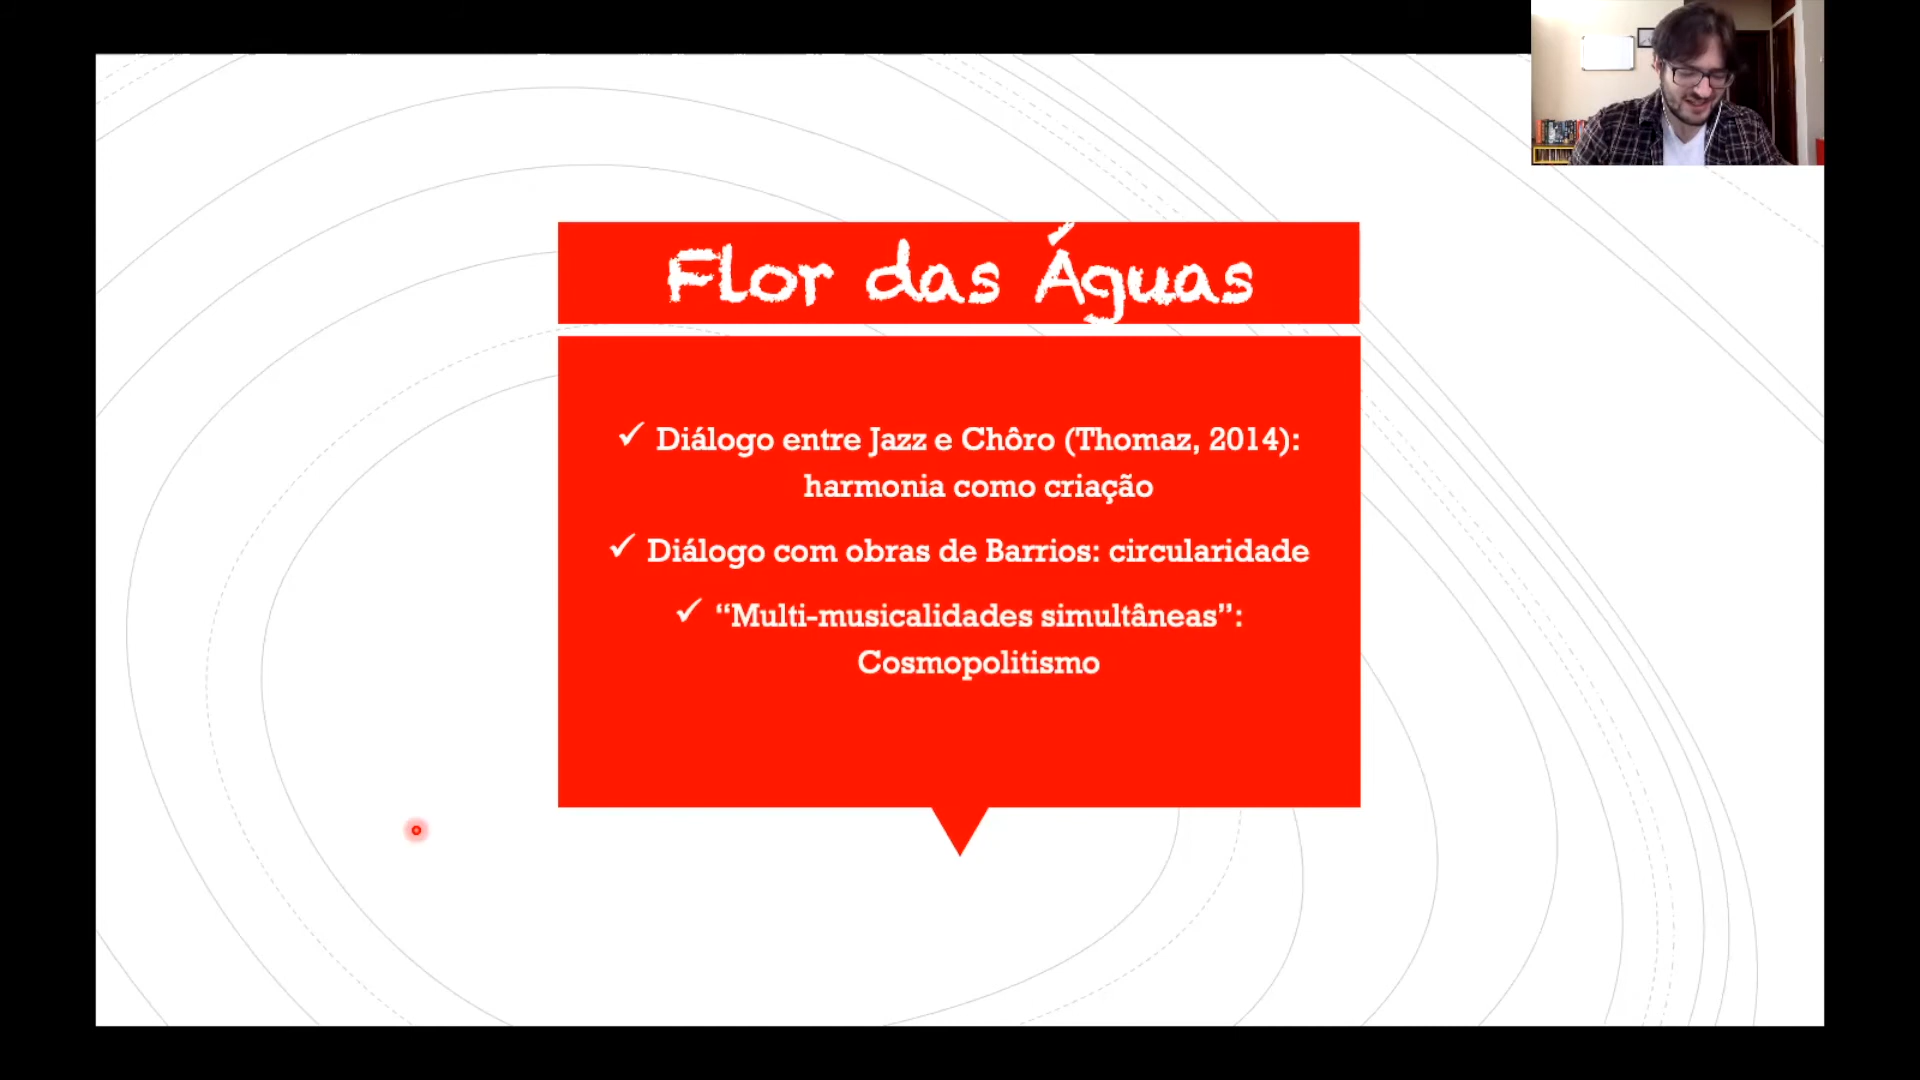 Flor das Águas
✓ Diálogo entre Jazz e Chôro (Thomaz, 2014):
harmonia como criação
✓ Diálogo com obras de Barrios: circularidade
✓ “Multi-musicalidades simultâneas”:
Cosmopolitismo